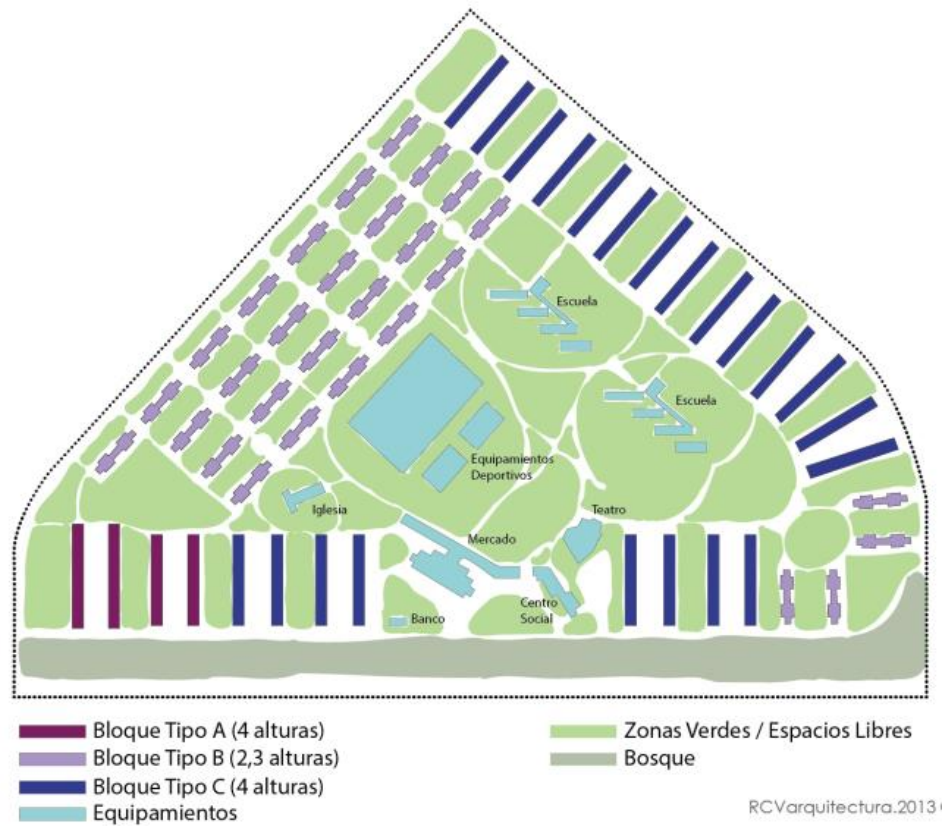 Escuela
Escuela
Equipamientos
Deportivos
Iglesia
Teatro
Mercado
Centro
Social
Banco
Bloque Tipo A (4 alturas)
Bloque Tipo B (2,3 alturas)
Bloque Tipo C (4 alturas)
Equipamientos
Zonas Verdes / Espacios Libres
Bosque
RCVarquitectura.2013